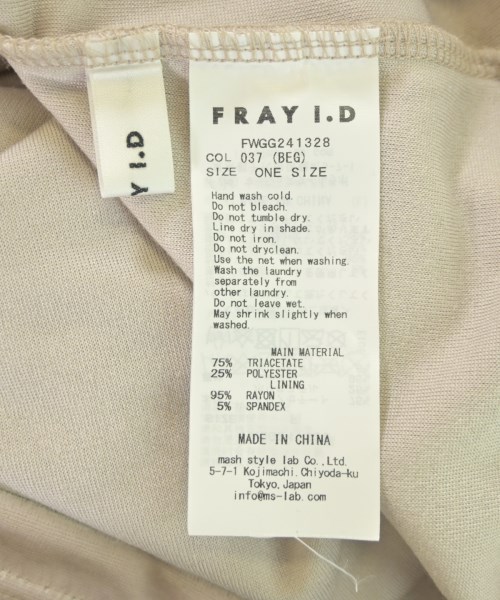 FRAY I.D
FWGG241328
COL 037 (BEG)
SIZE ONE SIZE
Hand wash cold.
Do not bleach.
Do not tumble dry.
Line dry in shade.
Do not iron.
Do not dryclean.
Use the net when washing.
Wash the laundry
separately from
other laundry.
Do not leave wet.
May shrink slightly when
washed.
MAIN MATERIAL
75% TRIACETATE
25% POLYESTER
LINING
95% RAYON
5% SPANDEX
MADE IN CHINA
mash style lab Co.,Ltd.
5-7-1 Kojimachi,Chiyoda-ku
Tokyo,Japan
info@ms-lab.com
Y I.D